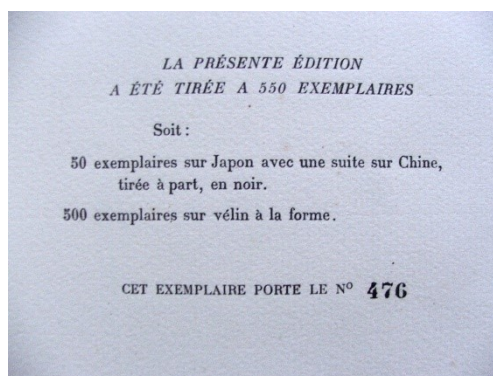 LA PRÉSENTE ÉDITION
A ÉTÉ TIRÉE A 550 EXEMPLAIRES
Soit :
50 exemplaires sur Japon avec une suite sur Chine,
tirée à part, en noir.
500 exemplaires sur vélin à la forme.
CET EXEMPLAIRE PORTE LE Nº 476